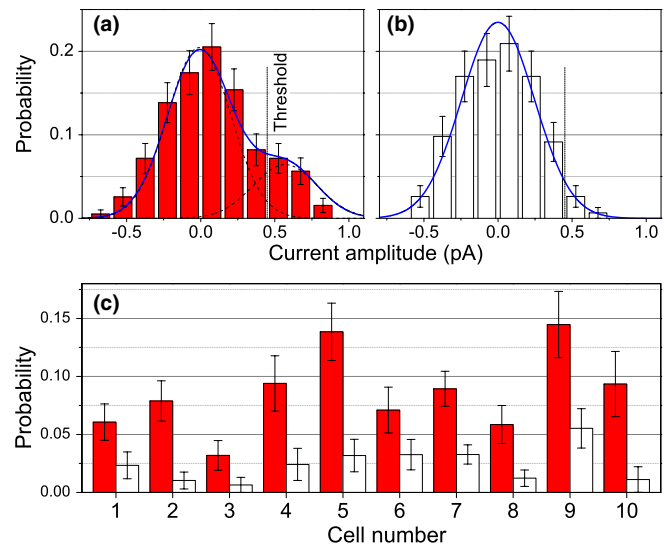 (a)
(b)
Threshold
Probability
0.2
0.1
0.0
-0.5
0.0
0.5
1.0
-0.5
0.0
0.5
1.0
Current amplitude (pA)
(c)
Probability
0.15
0.10
0.05
0.00
1 2 3 4 5 6 7 8 9 10
Cell number